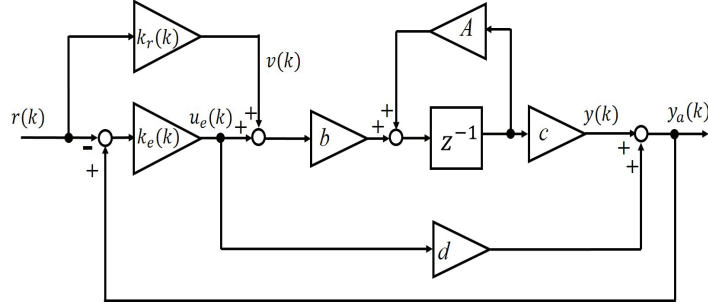 k_r(k)
A
v(k)
r(k)
k_e(k)
u_e(k)
b
z^{-1}
c
y(k)
y_a(k)
d
+
+
+
+
+
+
-
+